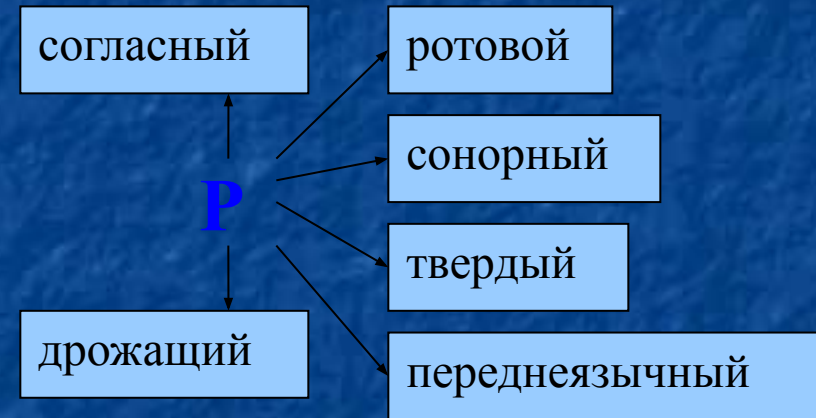 согласный
ротовой
сонорный
Р
твердый
дрожащий
переднеязычный